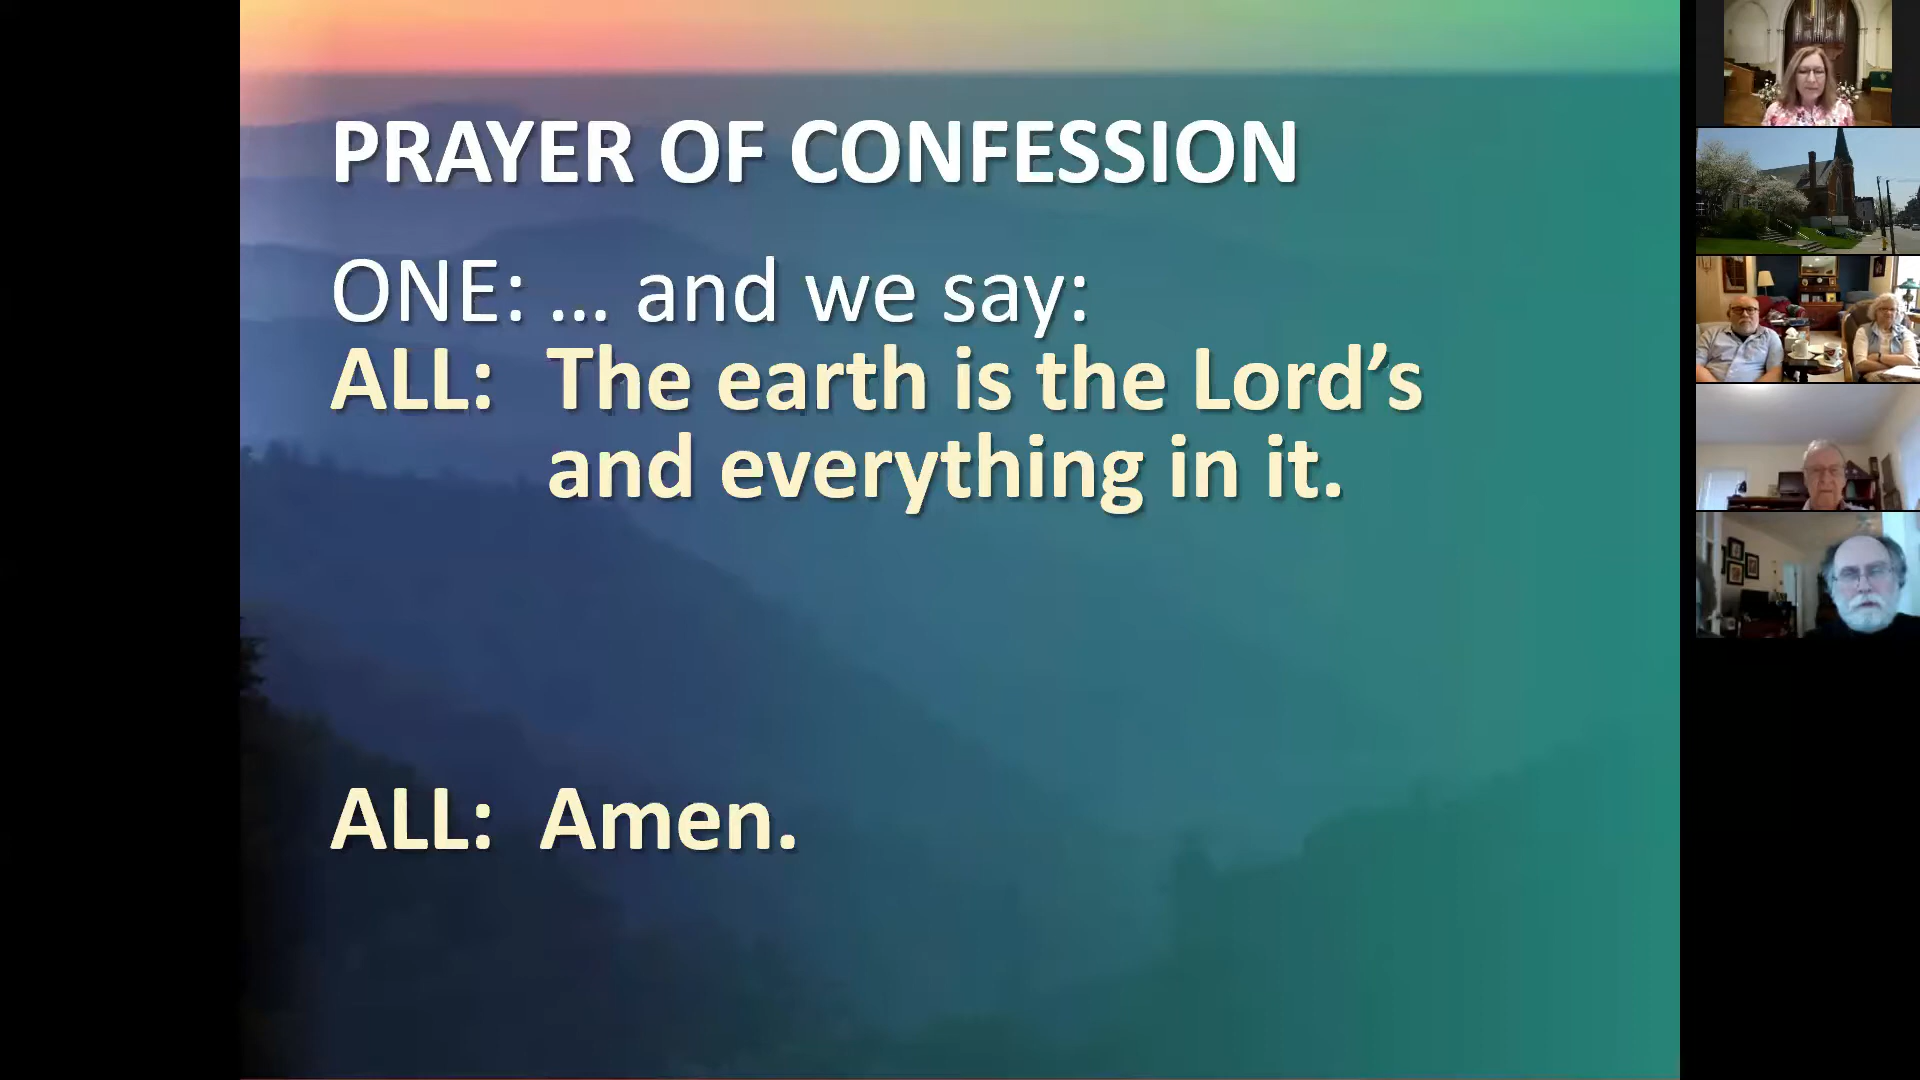 PRAYER OF CONFESSION
ONE: ... and we say:
ALL: The earth is the Lord’s
and everything in it.
ALL: Amen.